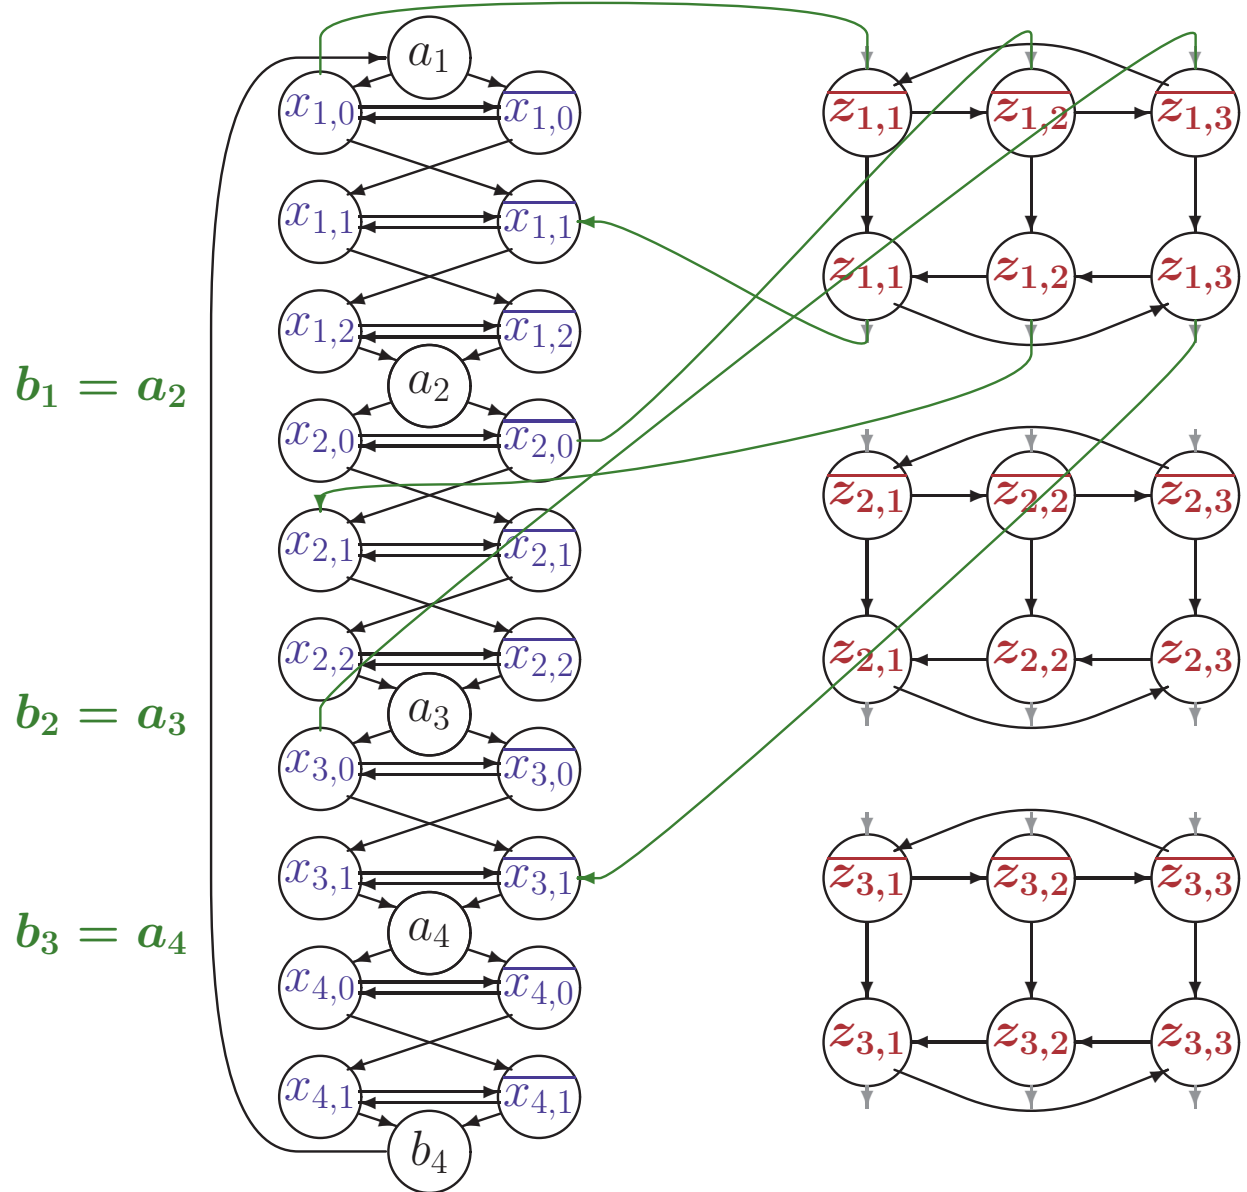 a₁
x₁,₀ x̅₁,₀ z̅₁,₁ z̅₁,₂ z̅₁,₃
x₁,₁ x̅₁,₁
z₁,₁ z₁,₂ z₁,₃
x₁,₂ x̅₁,₂
b₁ = a₂ a₂
x₂,₀ x̅₂,₀
z̅₂,₁ z̅₂,₂ z̅₂,₃
x₂,₁ x̅₂,₁
x₂,₂ x̅₂,₂ z₂,₁ z₂,₂ z₂,₃
b₂ = a₃ a₃
x₃,₀ x̅₃,₀
x₃,₁ x̅₃,₁ z̅₃,₁ z̅₃,₂ z̅₃,₃
b₃ = a₄ a₄
x₄,₀ x̅₄,₀
z₃,₁ z₃,₂ z₃,₃
x₄,₁ x̅₄,₁
b₄